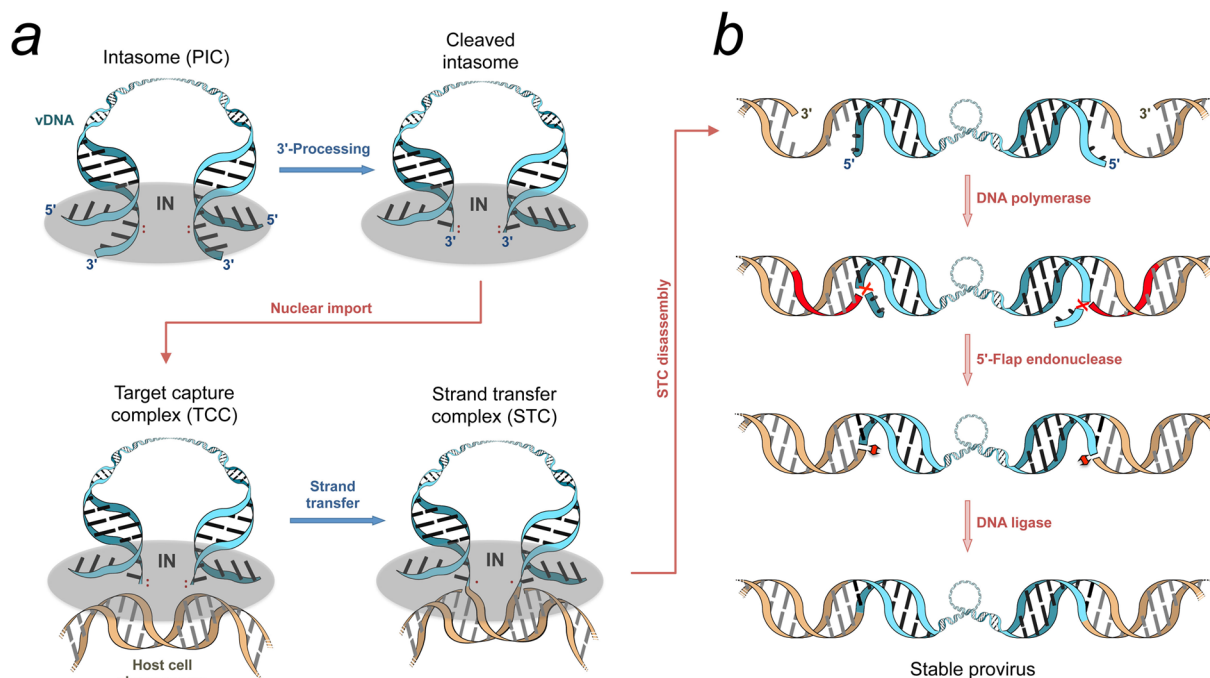 a
Intasome (PIC)
vDNA
5'
3'
IN
3'
5'
3'-Processing
Cleaved
intasome
IN
3'
3'
Nuclear import
Target capture
complex (TCC)
IN
Host cell
Strand
transfer
Strand transfer
complex (STC)
IN
STC disassembly
b
3'
5'
5'
3'
DNA polymerase
X
X
5'-Flap endonuclease
DNA ligase
Stable provirus